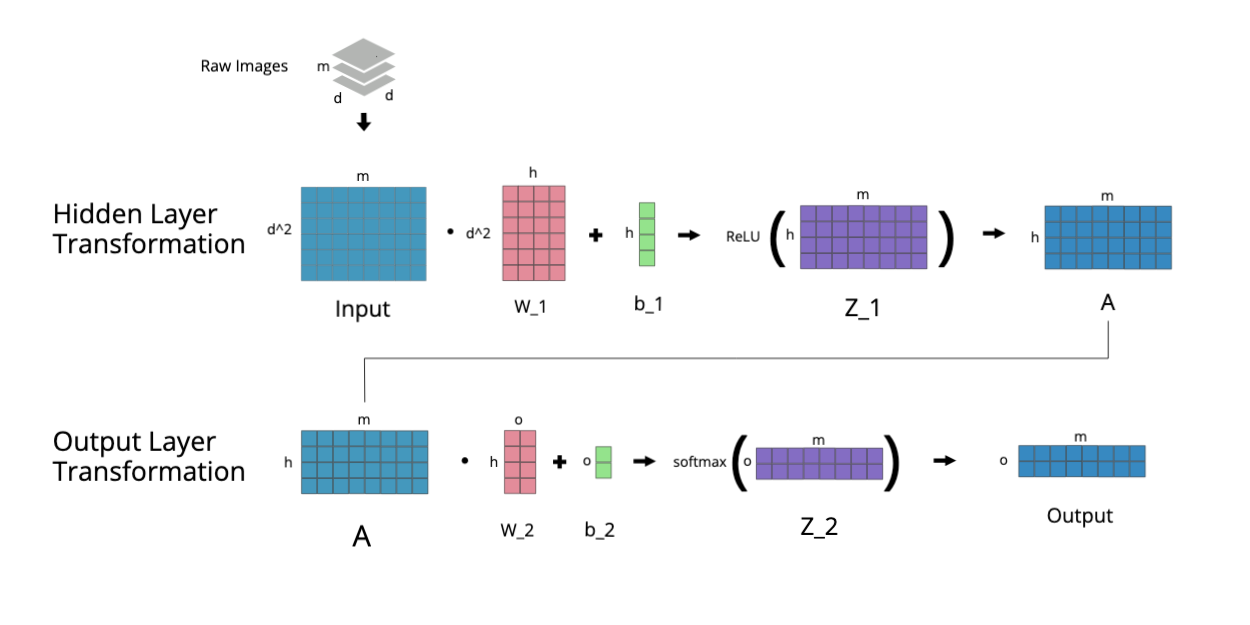 Raw Images
m
d
d
m
h
m
m
Hidden Layer
Transformation
d^2
•
d^2
+
h
ReLU
(
h
)
h
Input
W_1
b_1
Z_1
A
m
o
m
m
Output Layer
Transformation
h
•
h
+
o
softmax
(
o
)
o
A
W_2
b_2
Z_2
Output